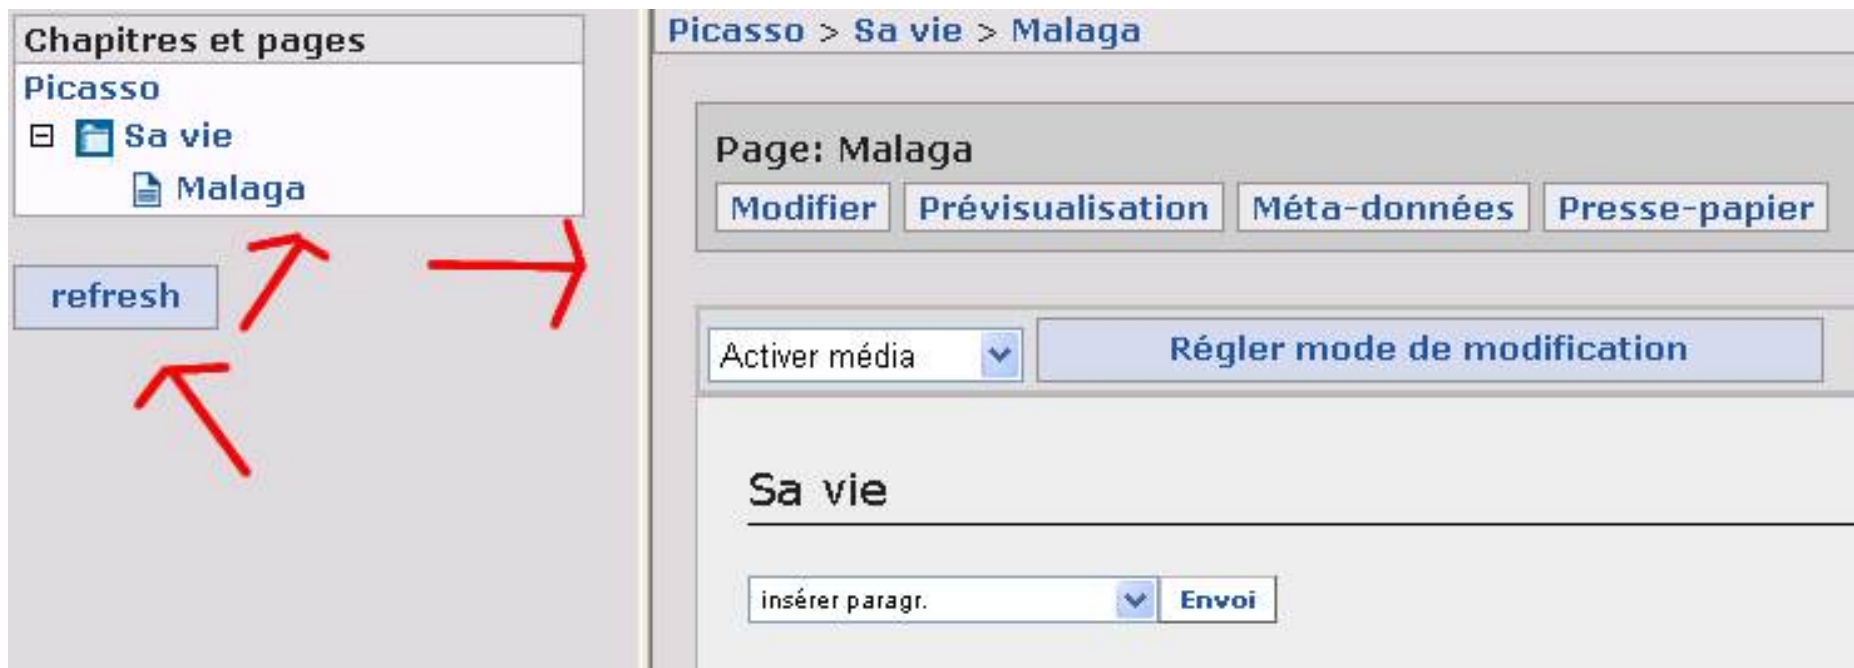 Chapitres et pages
Picasso
Sa vie
Malaga
refresh
Picasso > Sa vie > Malaga
Page: Malaga
Modifier Prévisualisation Méta-données Presse-papier
Activer média Régler mode de modification
Sa vie
insérer paragr. Envoi